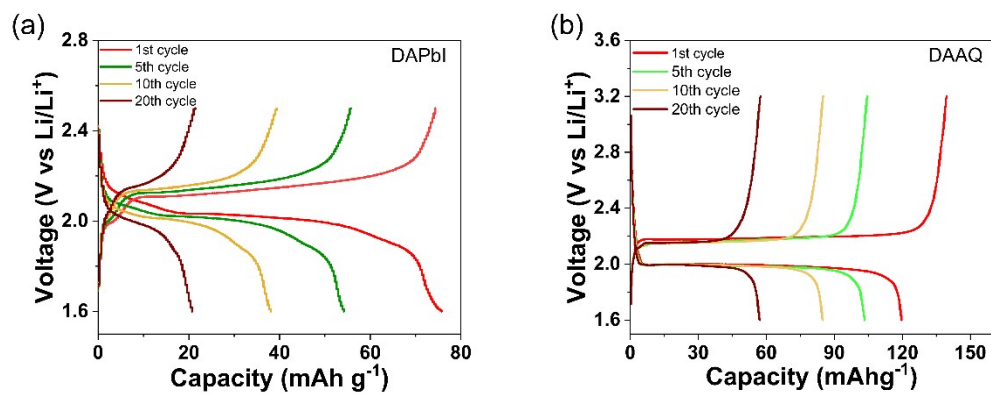 (a)
2.8
2.4
2.0
1.6
Voltage (V vs Li/Li⁺)
1st cycle
5th cycle
10th cycle
20th cycle
DAPbI
0 20 40 60 80
Capacity (mAh g⁻¹)
(b)
3.6
3.2
2.8
2.4
2.0
1.6
Voltage (V vs Li/Li⁺)
1st cycle
5th cycle
10th cycle
20th cycle
DAAQ
0 30 60 90 120 150
Capacity (mAhg⁻¹)